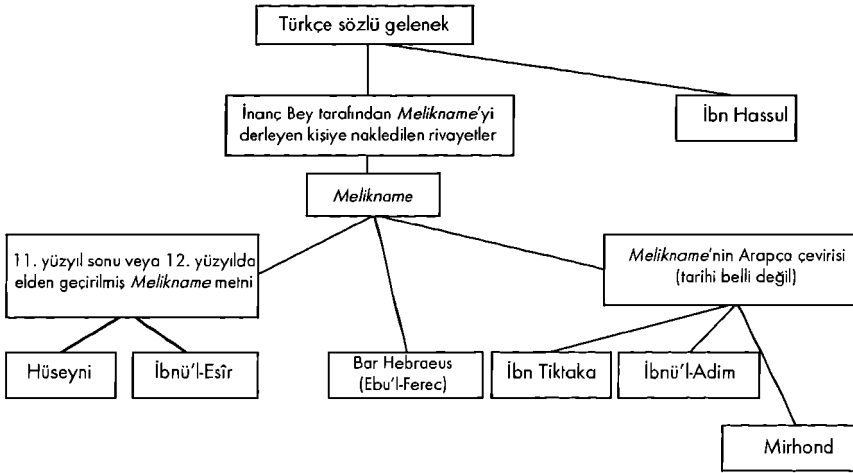 Türkçe sözlü gelenek
İnanç Bey tarafından Melikname'yi
derleyen kişiye nakledilen rivayetler
İbn Hassul
Melikname
11. yüzyıl sonu veya 12. yüzyılda
elden geçirilmiş Melikname metni
Melikname'nin Arapça çevirisi
(tarihi belli değil)
Hüseyni
İbnü'l-Esîr
Bar Hebraeus
(Ebu'l-Ferec)
İbn Tiktaka
İbnü'l-Adim
Mirhond